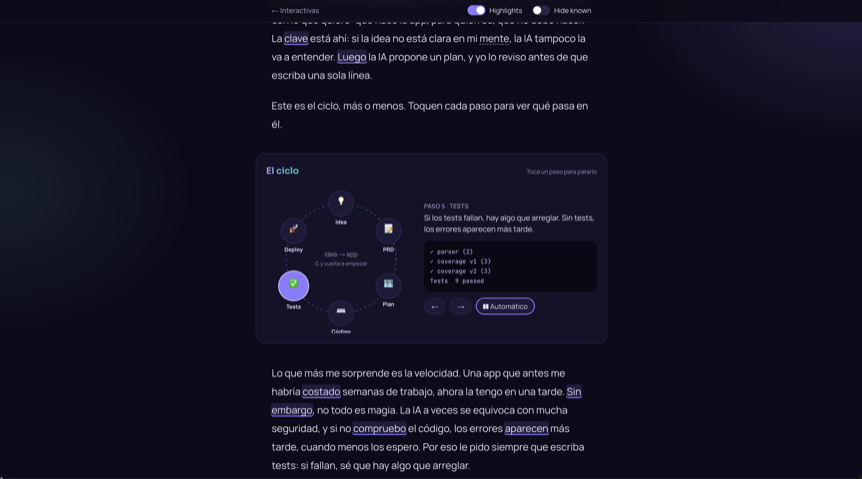 ← Interactivas
Highlights
Hide known
La clave está ahí: si la idea no está clara en mi mente, la IA tampoco la
va a entender. Luego la IA propone un plan, y yo lo reviso antes de que
escriba una sola línea.
Este es el ciclo, más o menos. Toquen cada paso para ver qué pasa en
él.
El ciclo
Toca un paso para pararlo
Idea
PRD
Plan
Código
Tests
Deploy
idea → app
y vuelta a empezar
PASO 5 · TESTS
Si los tests fallan, hay algo que arreglar. Sin tests,
los errores aparecen más tarde.
✓ parser (2)
✓ coverage v1 (3)
✓ coverage v2 (3)
Tests 9 passed
← → Automático
Lo que más me sorprende es la velocidad. Una app que antes me
habría costado semanas de trabajo, ahora la tengo en una tarde. Sin
embargo, no todo es magia. La IA a veces se equivoca con mucha
seguridad, y si no compruebo el código, los errores aparecen más
tarde, cuando menos los espero. Por eso le pido siempre que escriba
tests: si fallan, sé que hay algo que arreglar.